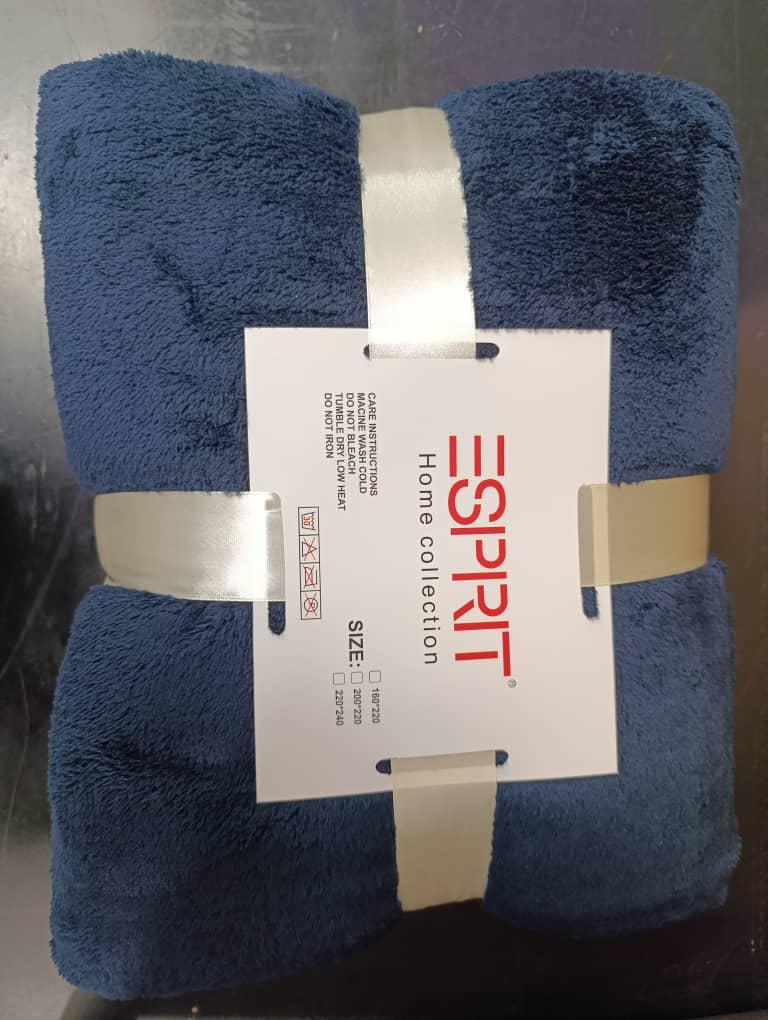 ESPRIT®
Home collection
CARE INSTRUCTIONS
MACINE WASH COLD
DO NOT BLEACH
TUMBLE DRY LOW HEAT
DO NOT IRON
30
SIZE:
160*220
200*220
220*240